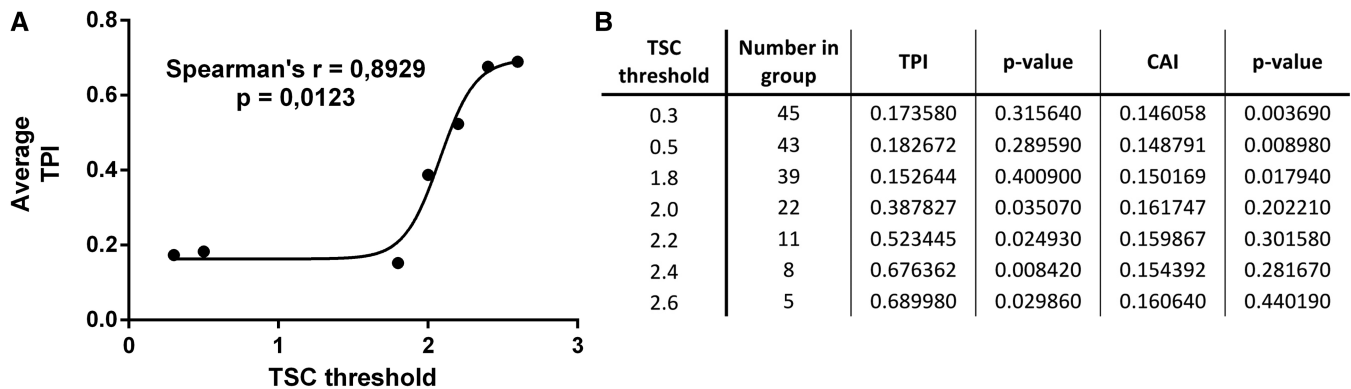 A
Spearman's r = 0,8929
p = 0,0123
Average
TPI
0.8
0.6
0.4
0.2
0.0
0 1 2 3
TSC threshold
B
TSC threshold Number in group TPI p-value CAI p-value
0.3 45 0.173580 0.315640 0.146058 0.003690
0.5 43 0.182672 0.289590 0.148791 0.008980
1.8 39 0.152644 0.400900 0.150169 0.017940
2.0 22 0.387827 0.035070 0.161747 0.202210
2.2 11 0.523445 0.024930 0.159867 0.301580
2.4 8 0.676362 0.008420 0.154392 0.281670
2.6 5 0.689980 0.029860 0.160640 0.440190